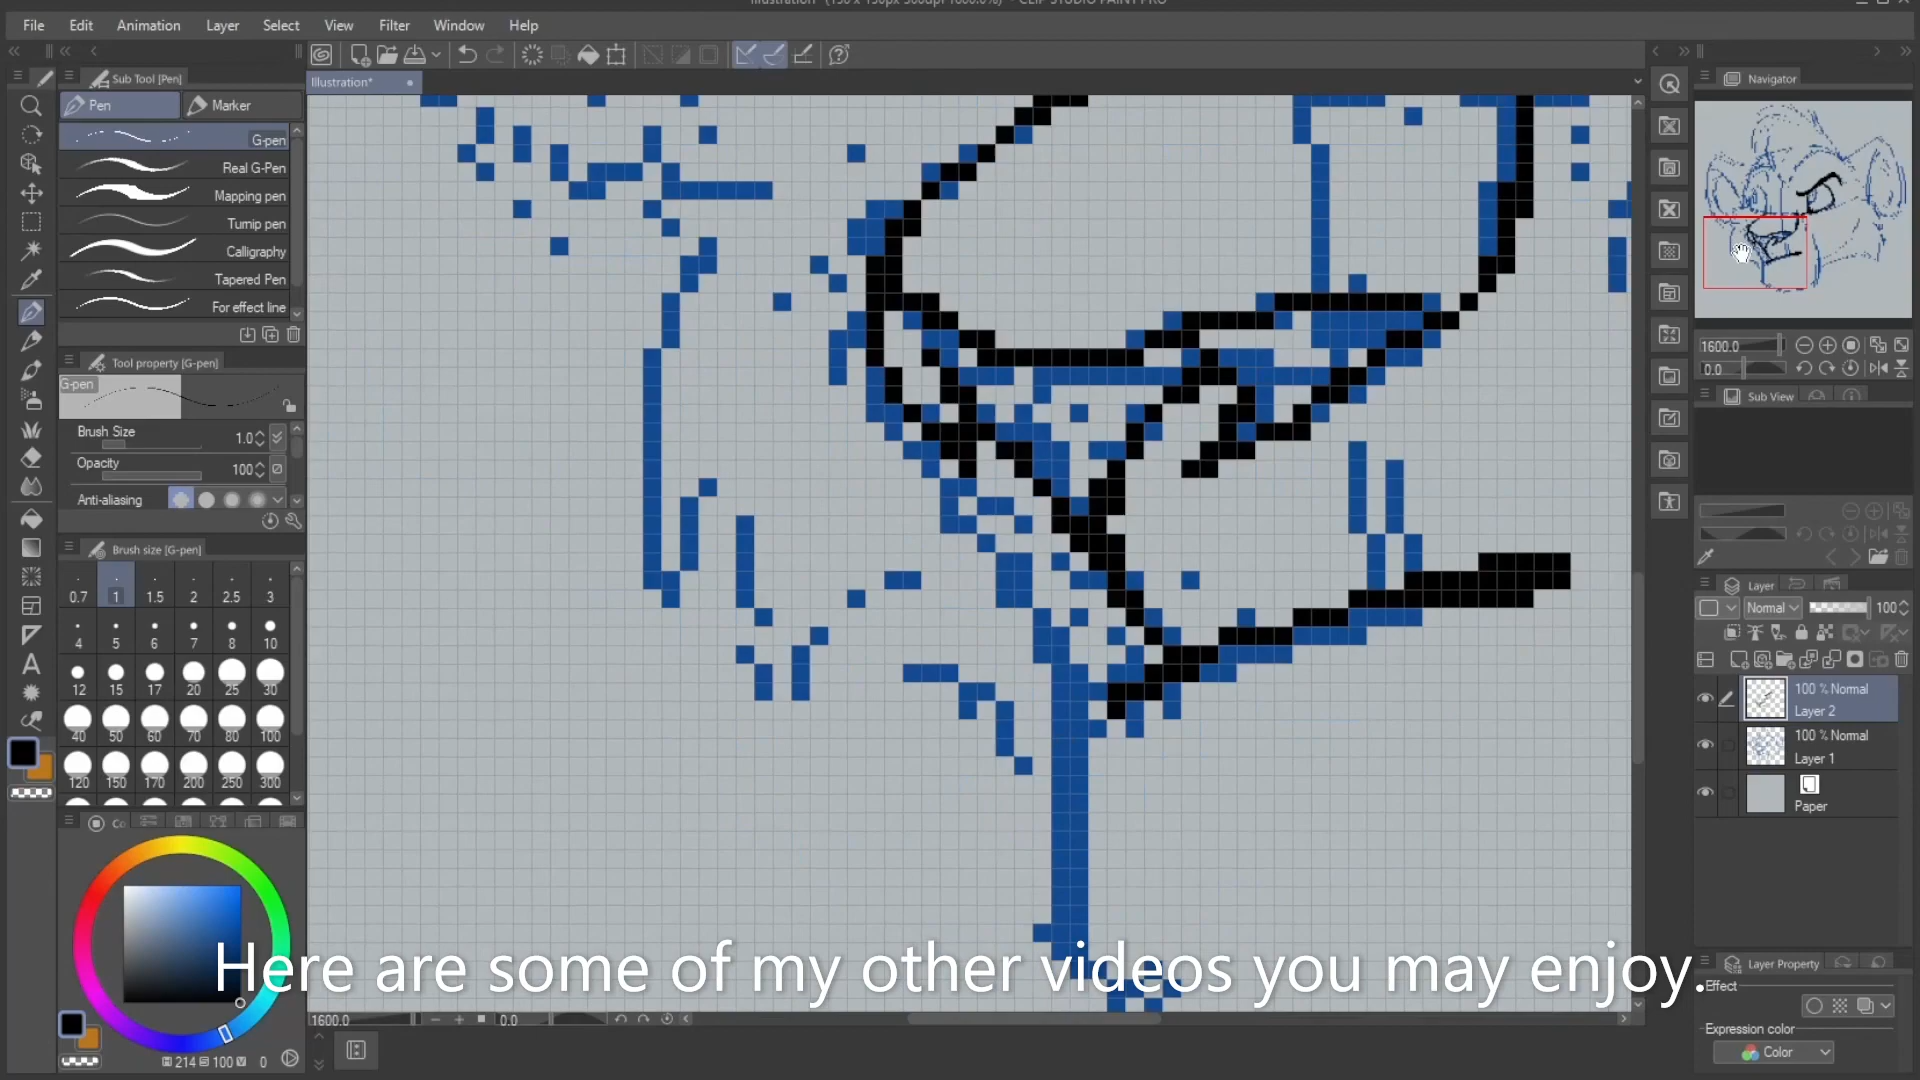 File Edit Animation Layer Select View Filter Window Help
Sub Tool [Pen]
Illustration*
Navigator
Pen Marker
G-pen
Real G-Pen
Mapping pen
Turnip pen
Calligraphy
Tapered Pen
For effect line
Tool property [G-pen]
G-pen
Brush Size 1.0
Opacity 100
Anti-aliasing
Brush size [G-pen]
0.7 1 1.5 2 2.5 3
4 5 6 7 8 10
12 15 17 20 25 30
40 50 60 70 80 100
120 150 170 200 250 300
1600.0
0.0
Sub View
Layer
Normal 100
100 % Normal
Layer 2
100 % Normal
Layer 1
Paper
Here are some of my other videos you may enjoy.
Layer Property
Effect
Expression color
Color
1600.0 0.0
H 214 S 100 V 0